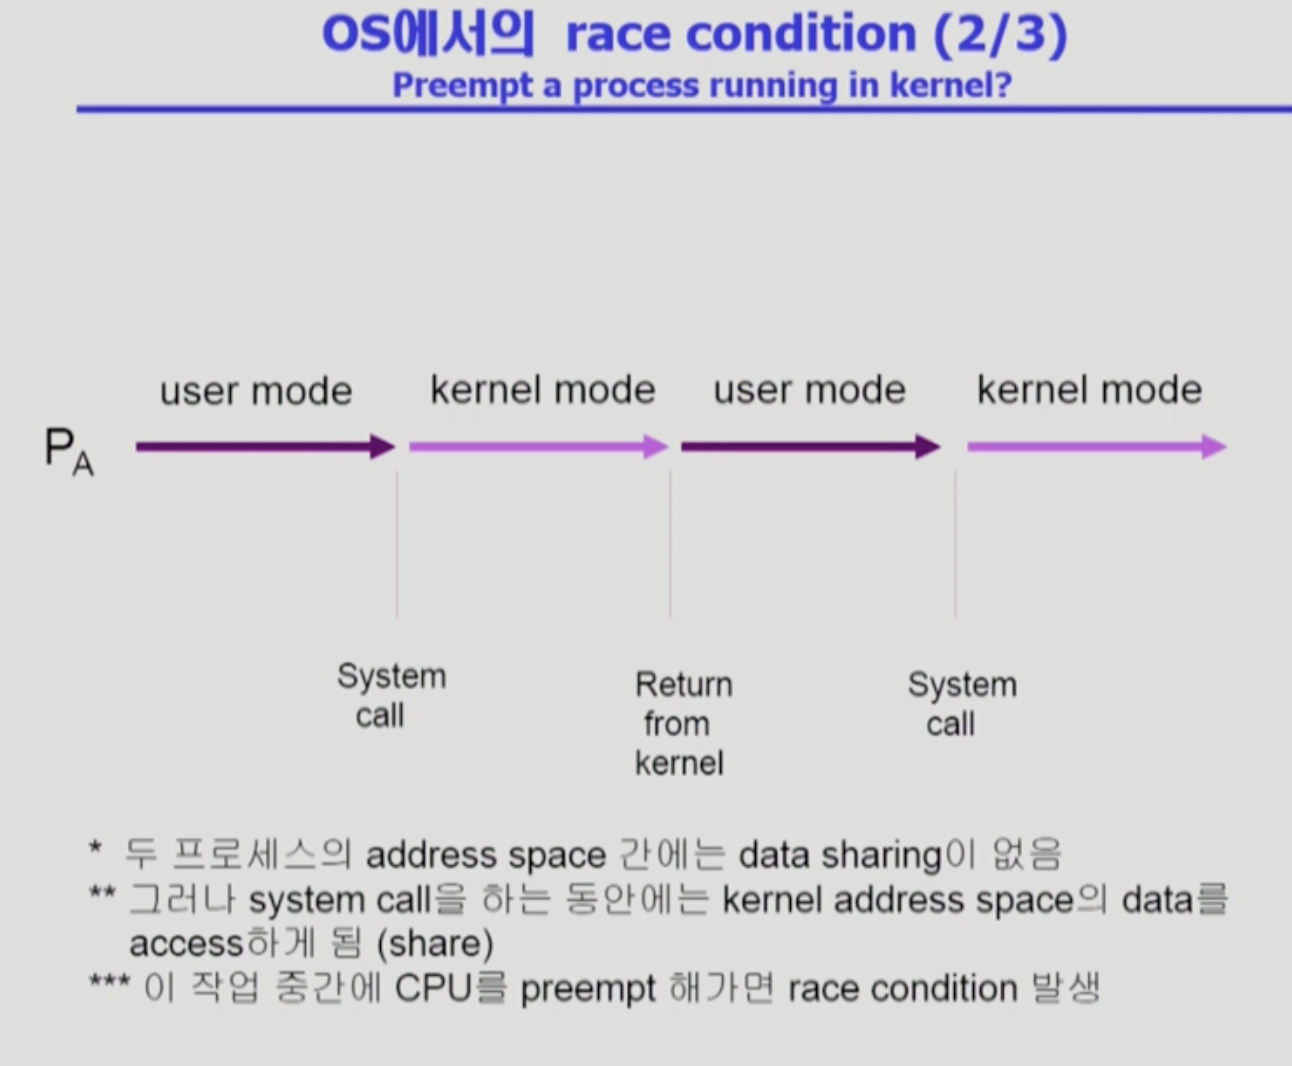 OS에서의 race condition (2/3)
Preempt a process running in kernel?
user mode kernel mode user mode kernel mode
PA
System call
Return from kernel
System call
* 두 프로세스의 address space 간에는 data sharing이 없음
** 그러나 system call을 하는 동안에는 kernel address space의 data를
access하게 됨 (share)
*** 이 작업 중간에 CPU를 preempt 해가면 race condition 발생